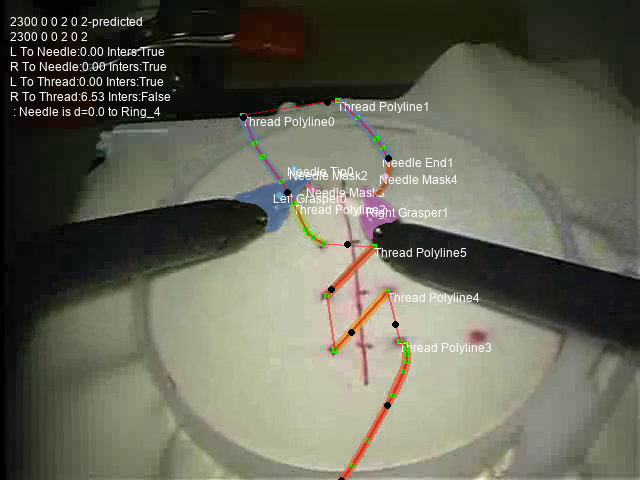 2300 0 0 2 0 2-predicted
2300 0 0 2 0 2
L To Needle:0.00 Inters:True
R To Needle:0.00 Inters:True
L To Thread:0.00 Inters:True
R To Thread:6.53 Inters:False
: Needle is d=0.0 to Ring_4
Thread Polyline1
Thread Polyline0
Needle End1
Needle Tip0
Needle Mask2
Needle Mask4
Needle Mask3
Left Grasper0
Thread Polyline2
Right Grasper1
Thread Polyline5
Thread Polyline4
Thread Polyline3